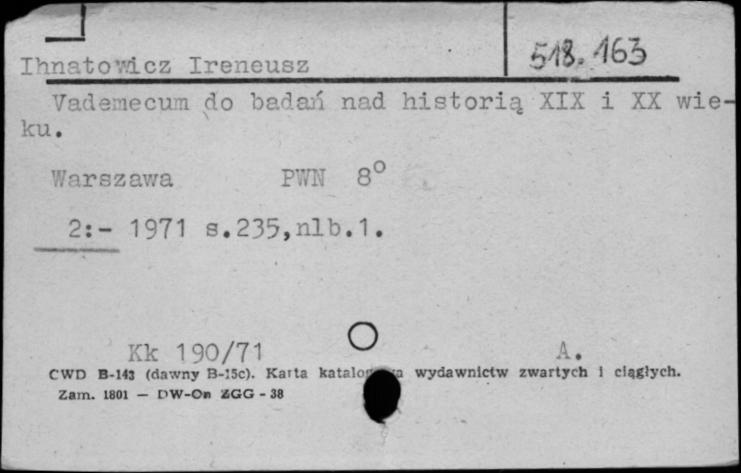 518.163
Ihnatowicz Ireneusz
Vademecum do badań nad historią XIX i XX wie-
ku.
Warszawa PWN 8°
2:- 1971 s.235,nlb.1.
Kk 190/71 A.
CWD B-143 (dawny B-15c). Karta wydawnictw zwartych i ciągłych.
Zam. 1801 — DW-On ZGG - 38